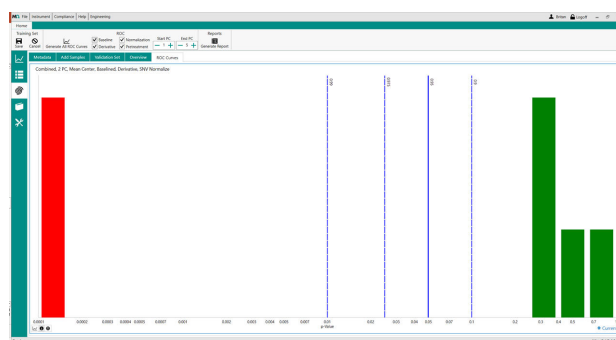 File Instrument Compliance Help Engineering
Logoff
Home
Training Set
ROC
Reports
Save Cancel
Generate All ROC Curves
Baseline Normalization
Derivative Pretreatment
Start PC End PC
1 5
Generate Report
Metadata Add Samples Validation Set Overview ROC Curves
Combined, 2 PC, Mean Center, Baselined, Derivative, SNV Normalize
0.0001 0.0002 0.0003 0.0004 0.0005 0.0007 0.001 0.002 0.003 0.004 0.005 0.007 0.01 0.02 0.03 0.04 0.05 0.07 0.1 0.2 0.3 0.4 0.5 0.7
p Value